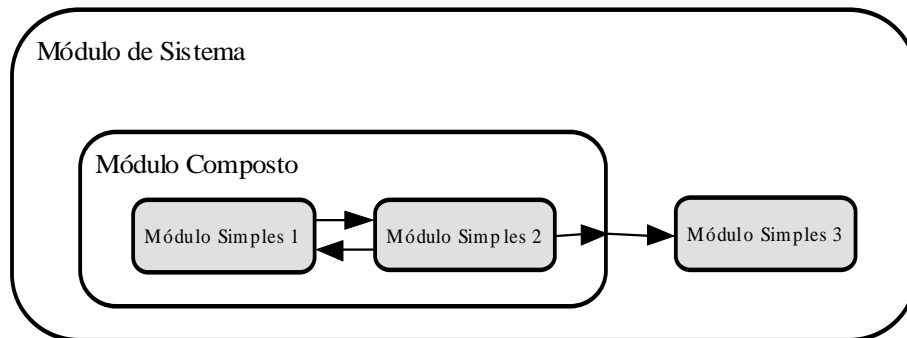 Módulo de Sistema
Módulo Composto
Módulo Simples 1
Módulo Simples 2
Módulo Simples 3